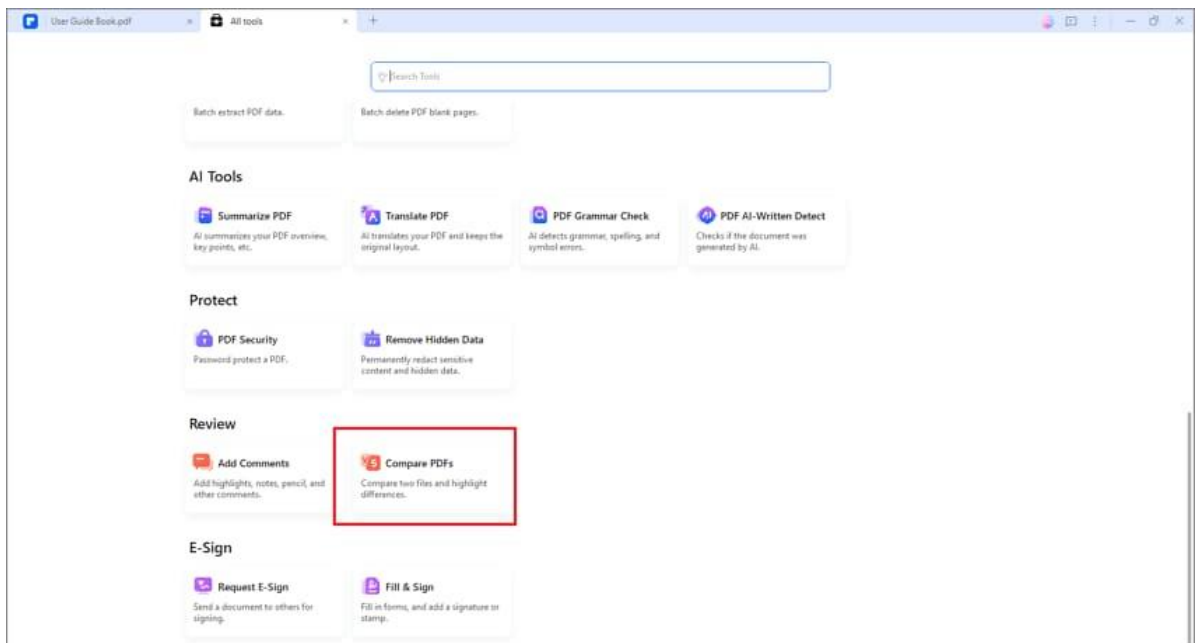 User Guide Book.pdf
All tools
Search Tools
Batch extract PDF data.
Batch delete PDF blank pages.
AI Tools
Summarize PDF
AI summarizes your PDF overview,
key points, etc.
Translate PDF
AI translates your PDF and keeps the
original layout.
PDF Grammar Check
AI detects grammar, spelling, and
symbol errors.
PDF AI-Written Detect
Checks if the document was
generated by AI.
Protect
PDF Security
Password protect a PDF.
Remove Hidden Data
Permanently redact sensitive
content and hidden data.
Review
Add Comments
Add highlights, notes, pencil, and
other comments.
Compare PDFs
Compare two files and highlight
differences.
E-Sign
Request E-Sign
Send a document to others for
signing.
Fill & Sign
Fill in forms, and add a signature or
stamp.